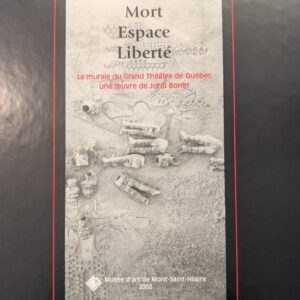 Mort
Espace
Liberté
La murale du Grand Théâtre de Québec
une œuvre de Jordi Bonet
Musée d'art de Mont-Saint-Hilaire
2002